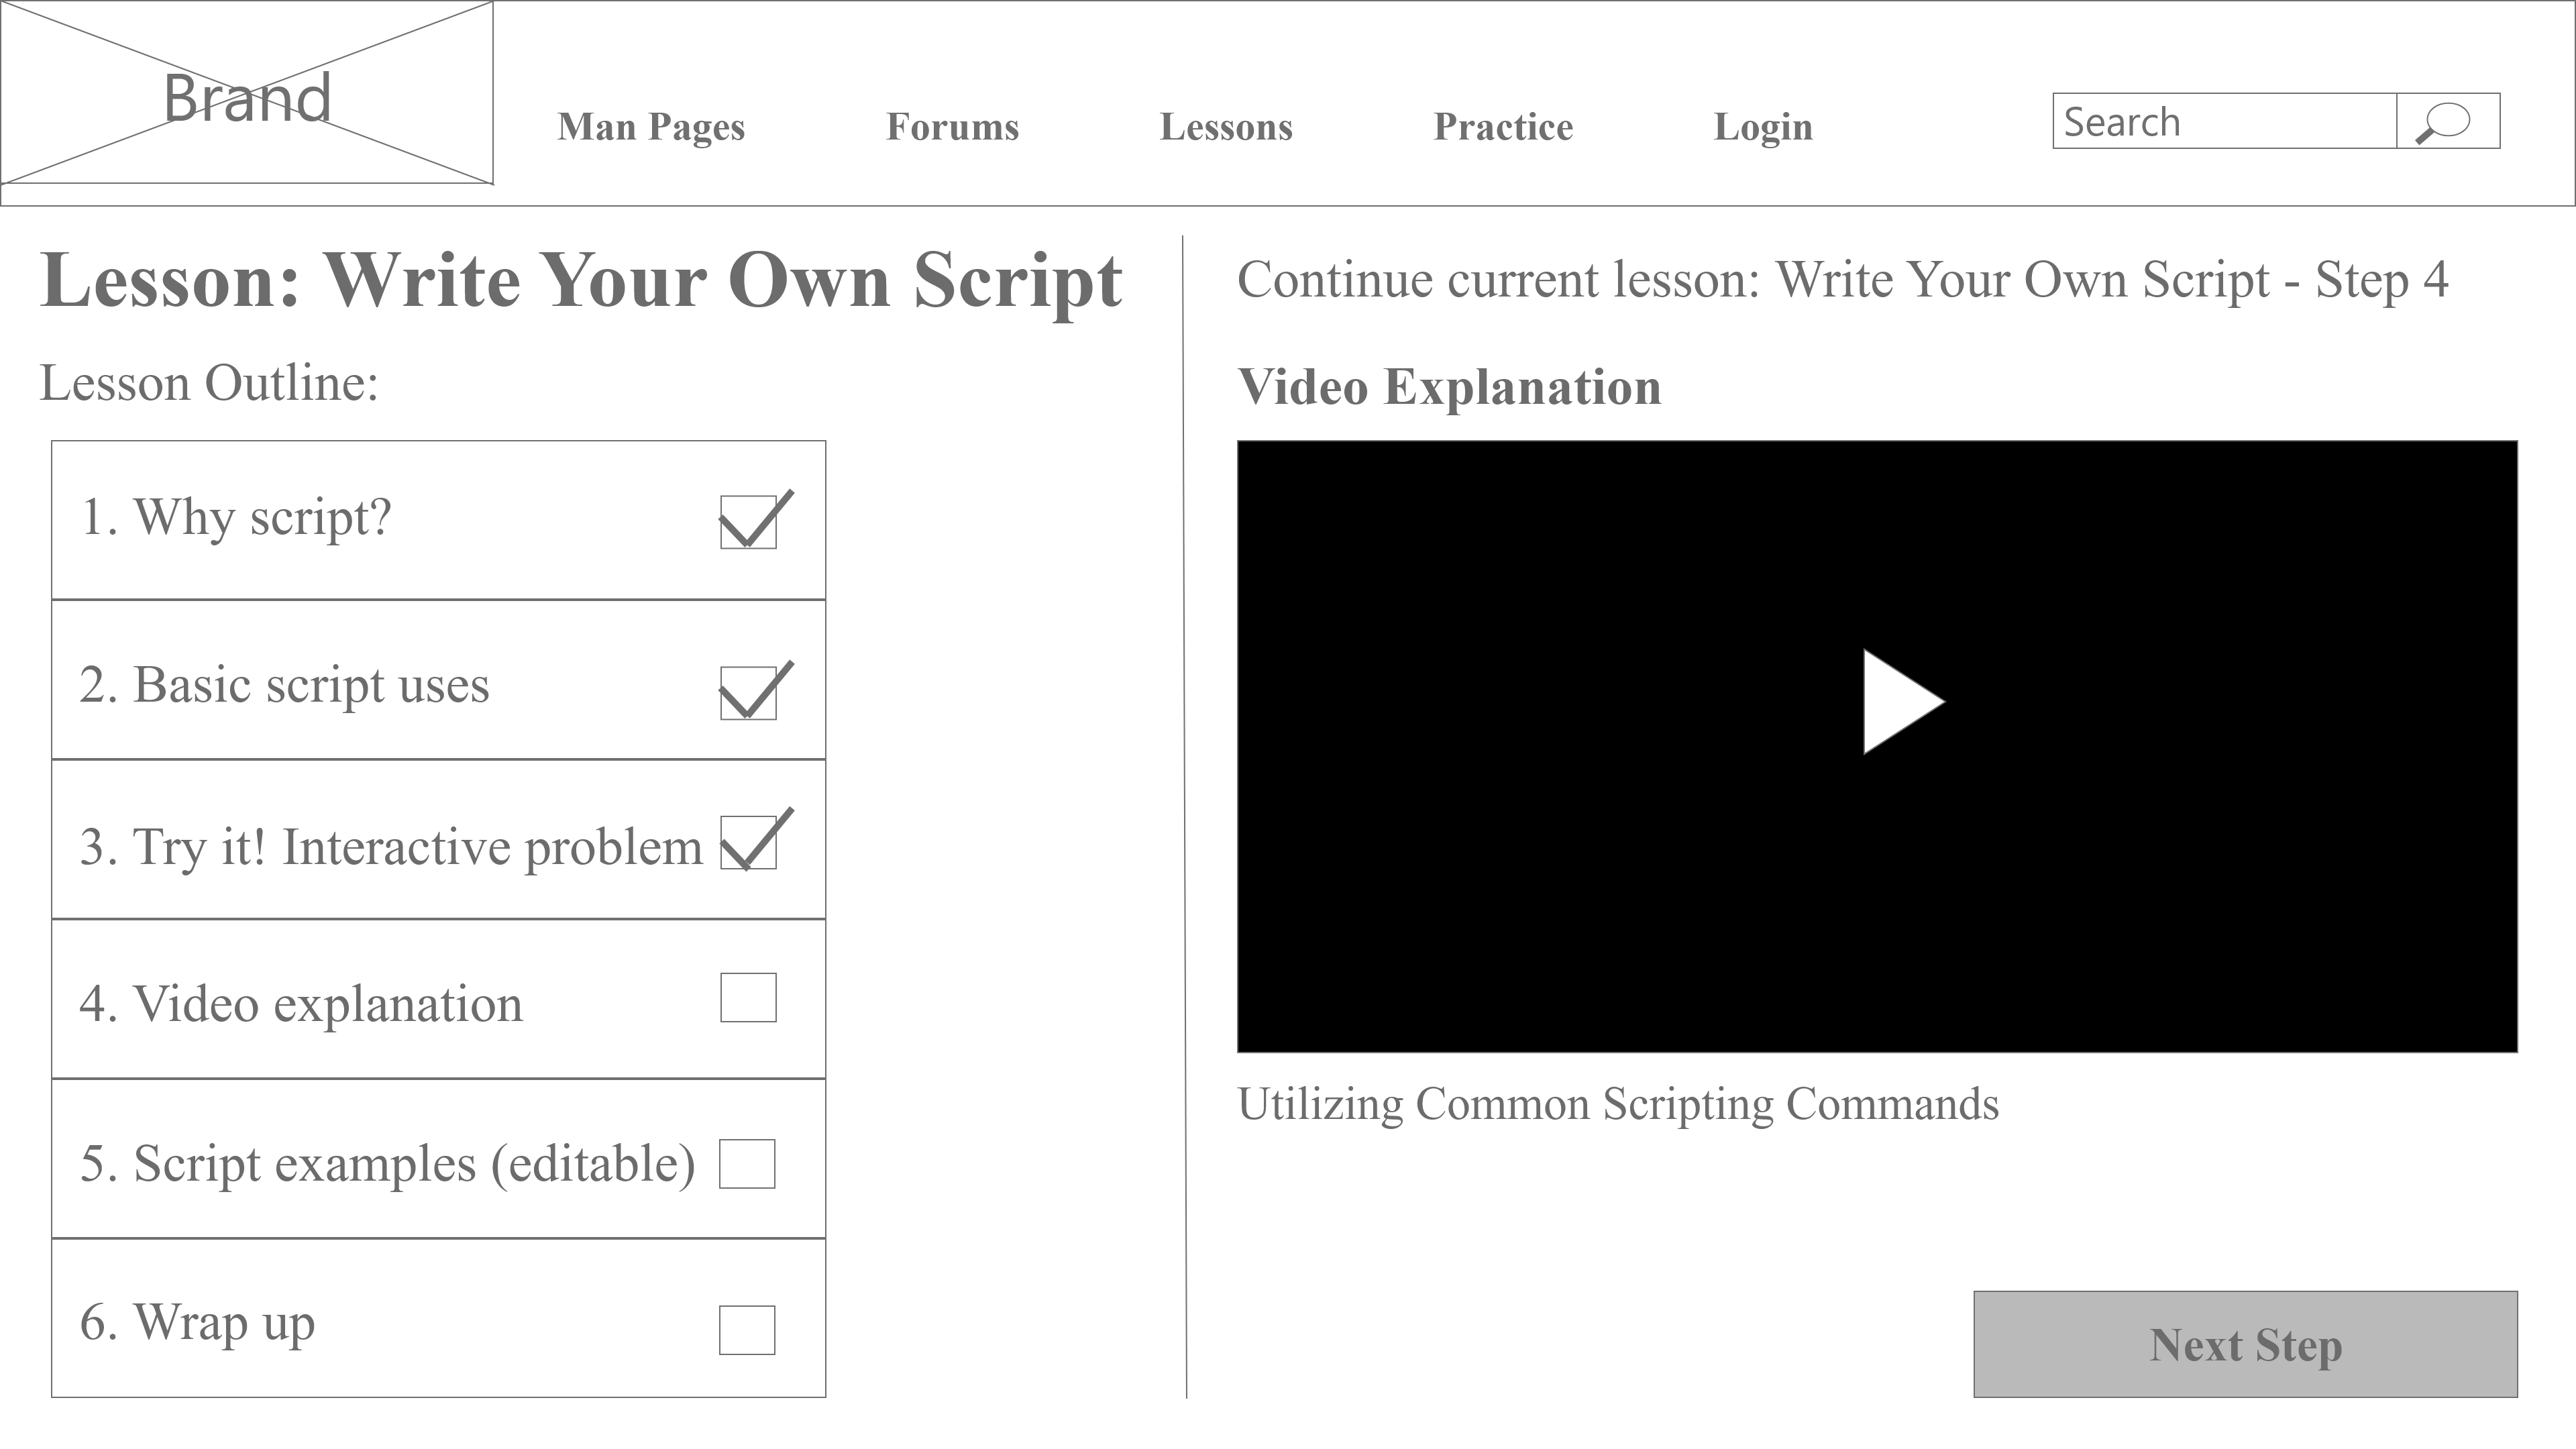 Brand
Man Pages
Forums
Lessons
Practice
Login
Search
Lesson: Write Your Own Script
Lesson Outline:
1. Why script?
2. Basic script uses
3. Try it! Interactive problem
4. Video explanation
5. Script examples (editable)
6. Wrap up
Continue current lesson: Write Your Own Script - Step 4
Video Explanation
Utilizing Common Scripting Commands
Next Step